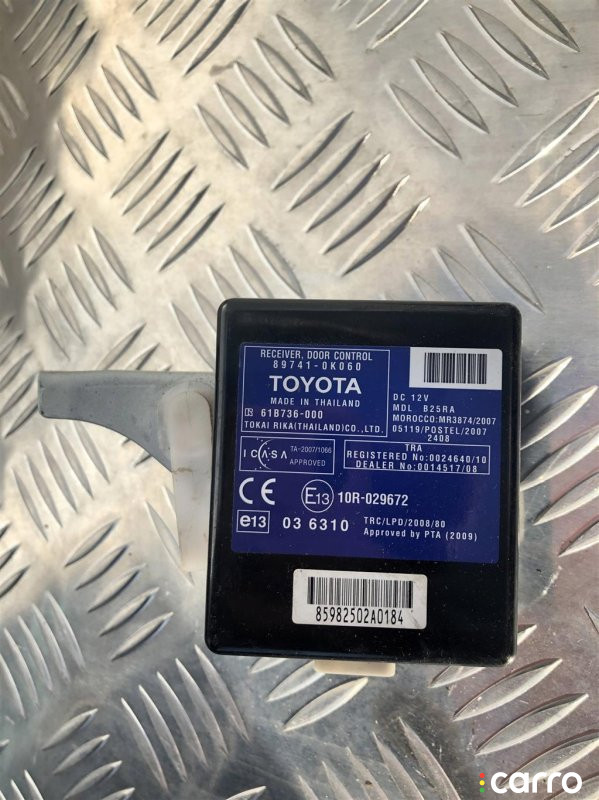 RECEIVER, DOOR CONTROL
89741-0K060
TOYOTA
MADE IN THAILAND
61B736-000
TOKAI RIKA(THAILAND)CO.,LTD.
DC 12V
MDL B25RA
MOROCCO:MR3874/2007
05119/POSTEL/2007
2408
ICASA
TA-2007/1066
APPROVED
TRA
REGISTERED No:0024640/10
DEALER No:0014517/08
CE E13 10R-029672
e13 03 6310
TRC/LPD/2008/80
Approved by PTA (2009)
85982502A0184
carro